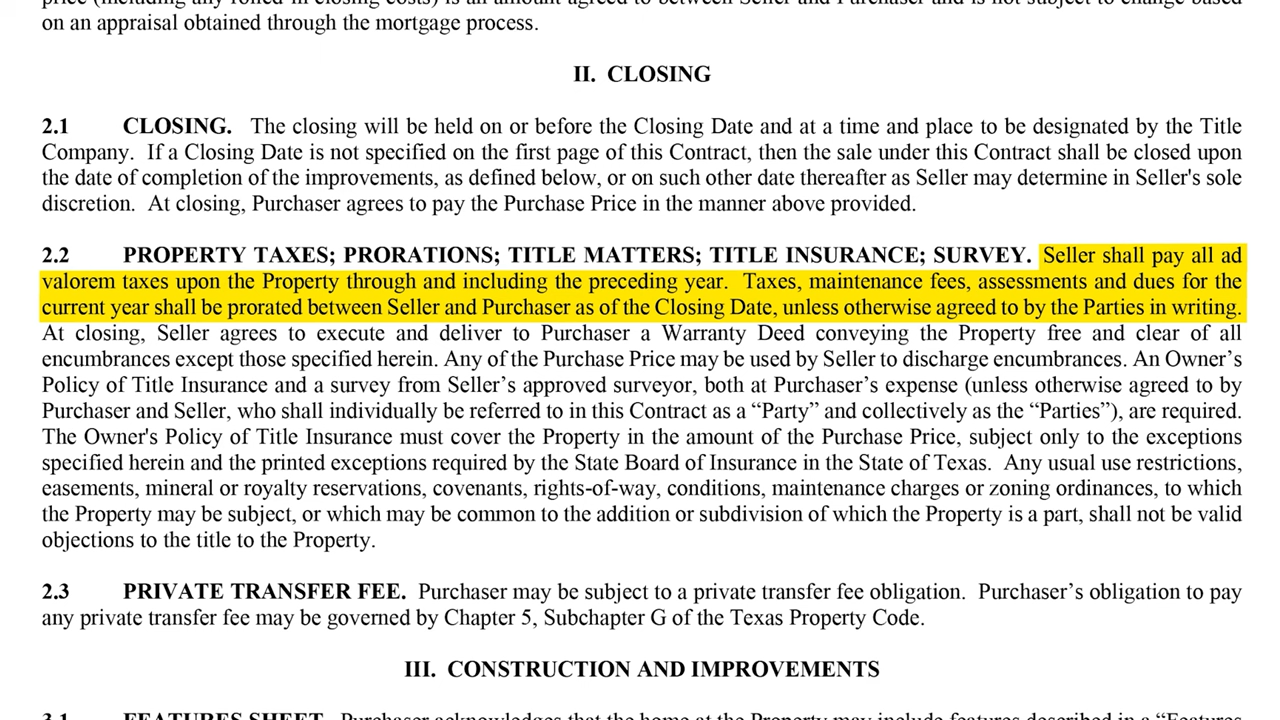 on an appraisal obtained through the mortgage process.
II. CLOSING
2.1 CLOSING. The closing will be held on or before the Closing Date and at a time and place to be designated by the Title
Company. If a Closing Date is not specified on the first page of this Contract, then the sale under this Contract shall be closed upon
the date of completion of the improvements, as defined below, or on such other date thereafter as Seller may determine in Seller's sole
discretion. At closing, Purchaser agrees to pay the Purchase Price in the manner above provided.
2.2 PROPERTY TAXES; PRORATIONS; TITLE MATTERS; TITLE INSURANCE; SURVEY. Seller shall pay all ad
valorem taxes upon the Property through and including the preceding year. Taxes, maintenance fees, assessments and dues for the
current year shall be prorated between Seller and Purchaser as of the Closing Date, unless otherwise agreed to by the Parties in writing.
At closing, Seller agrees to execute and deliver to Purchaser a Warranty Deed conveying the Property free and clear of all
encumbrances except those specified herein. Any of the Purchase Price may be used by Seller to discharge encumbrances. An Owner’s
Policy of Title Insurance and a survey from Seller’s approved surveyor, both at Purchaser’s expense (unless otherwise agreed to by
Purchaser and Seller, who shall individually be referred to in this Contract as a “Party” and collectively as the “Parties”), are required.
The Owner's Policy of Title Insurance must cover the Property in the amount of the Purchase Price, subject only to the exceptions
specified herein and the printed exceptions required by the State Board of Insurance in the State of Texas. Any usual use restrictions,
easements, mineral or royalty reservations, covenants, rights-of-way, conditions, maintenance charges or zoning ordinances, to which
the Property may be subject, or which may be common to the addition or subdivision of which the Property is a part, shall not be valid
objections to the title to the Property.
2.3 PRIVATE TRANSFER FEE. Purchaser may be subject to a private transfer fee obligation. Purchaser’s obligation to pay
any private transfer fee may be governed by Chapter 5, Subchapter G of the Texas Property Code.
III. CONSTRUCTION AND IMPROVEMENTS
3.1 FEATURES SHEET. Purchaser acknowledges that the home at the Property may include features described in a “Features